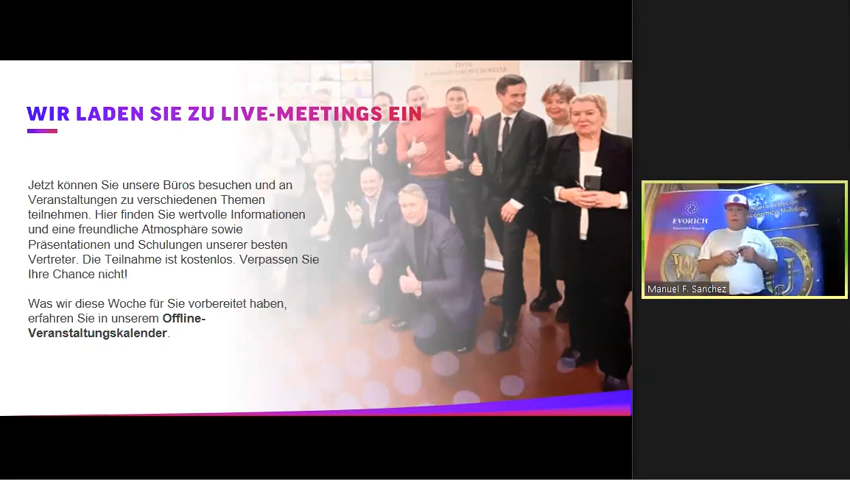 WIR LADEN SIE ZU LIVE-MEETINGS EIN
Jetzt können Sie unsere Büros besuchen und an
Veranstaltungen zu verschiedenen Themen
teilnehmen. Hier finden Sie wertvolle Informationen
und eine freundliche Atmosphäre sowie
Präsentationen und Schulungen unserer besten
Vertreter. Die Teilnahme ist kostenlos. Verpassen Sie
Ihre Chance nicht!
Was wir diese Woche für Sie vorbereitet haben,
erfahren Sie in unserem Offline-
Veranstaltungskalender.
EVORICH
Manuel F. Sanchez